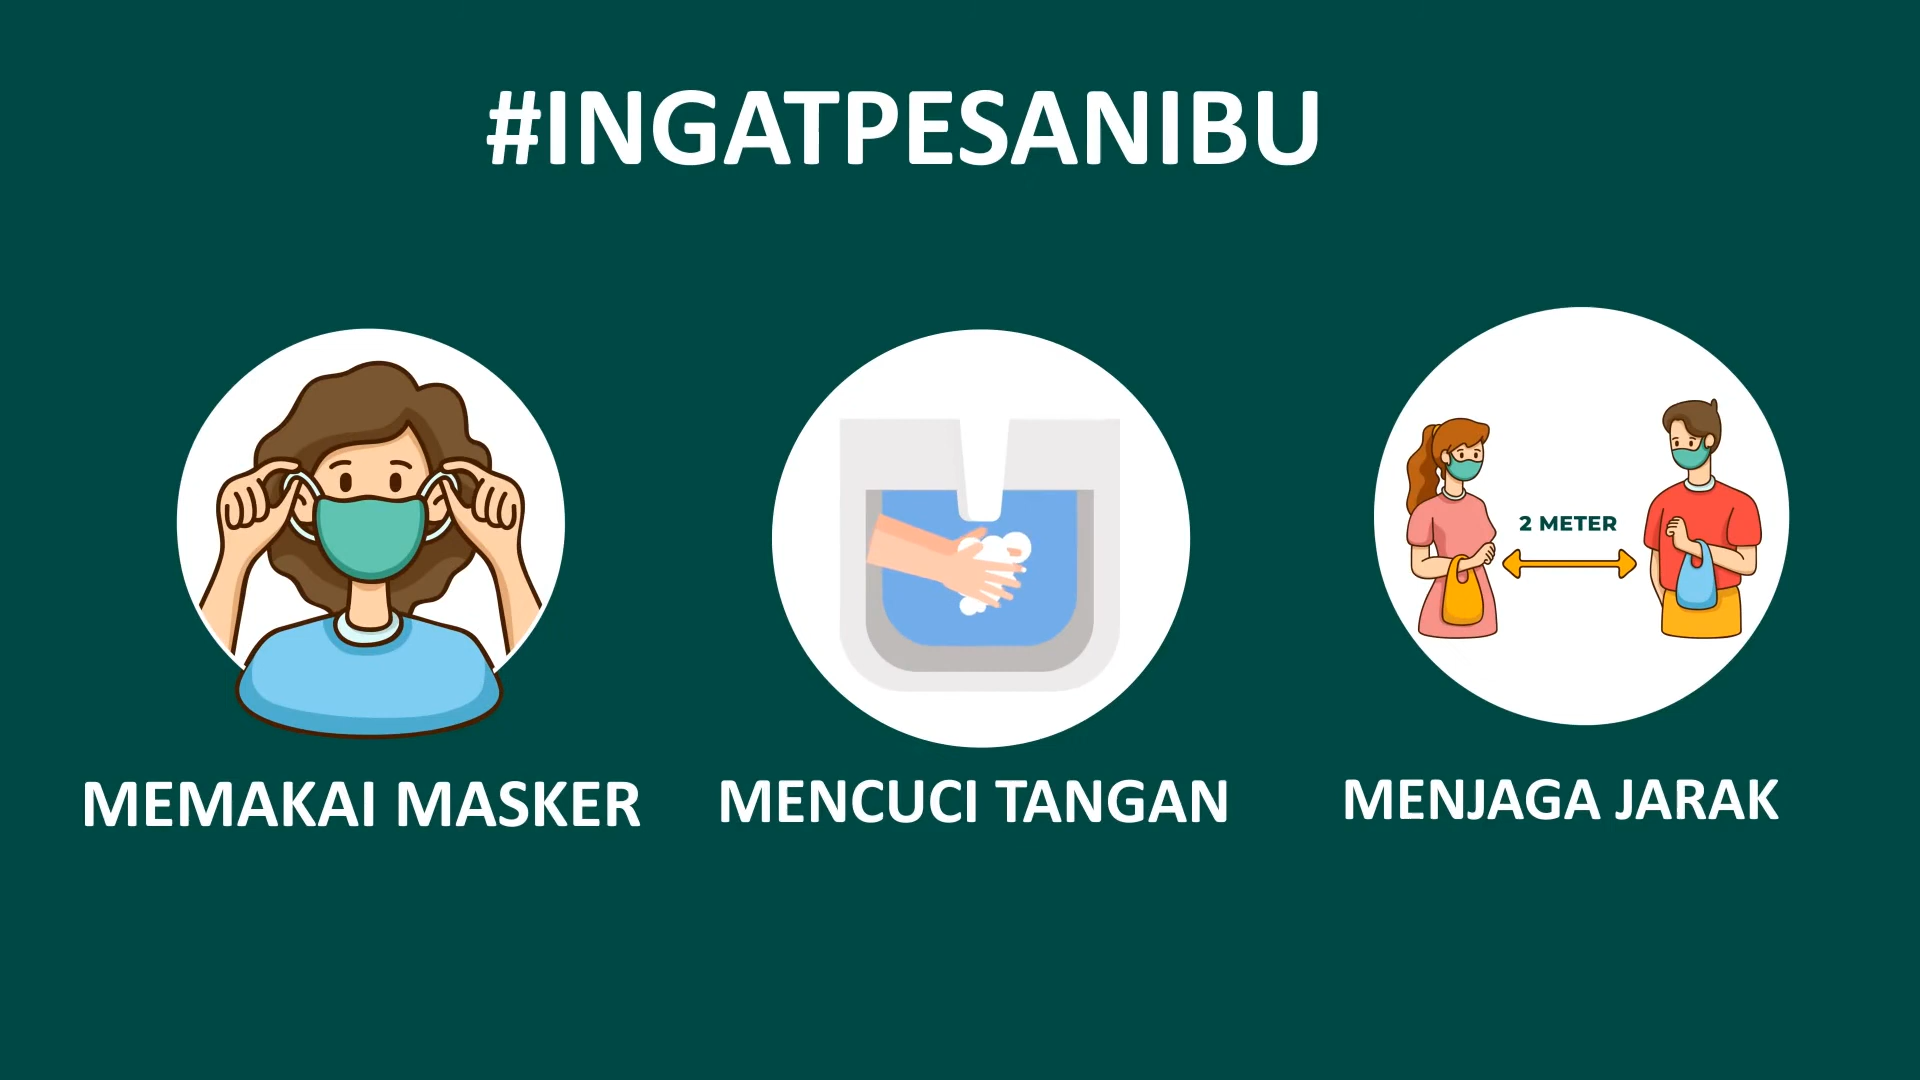 #INGATPESANIBU
2 METER
MEMAKAI MASKER
MENCUCI TANGAN
MENJAGA JARAK